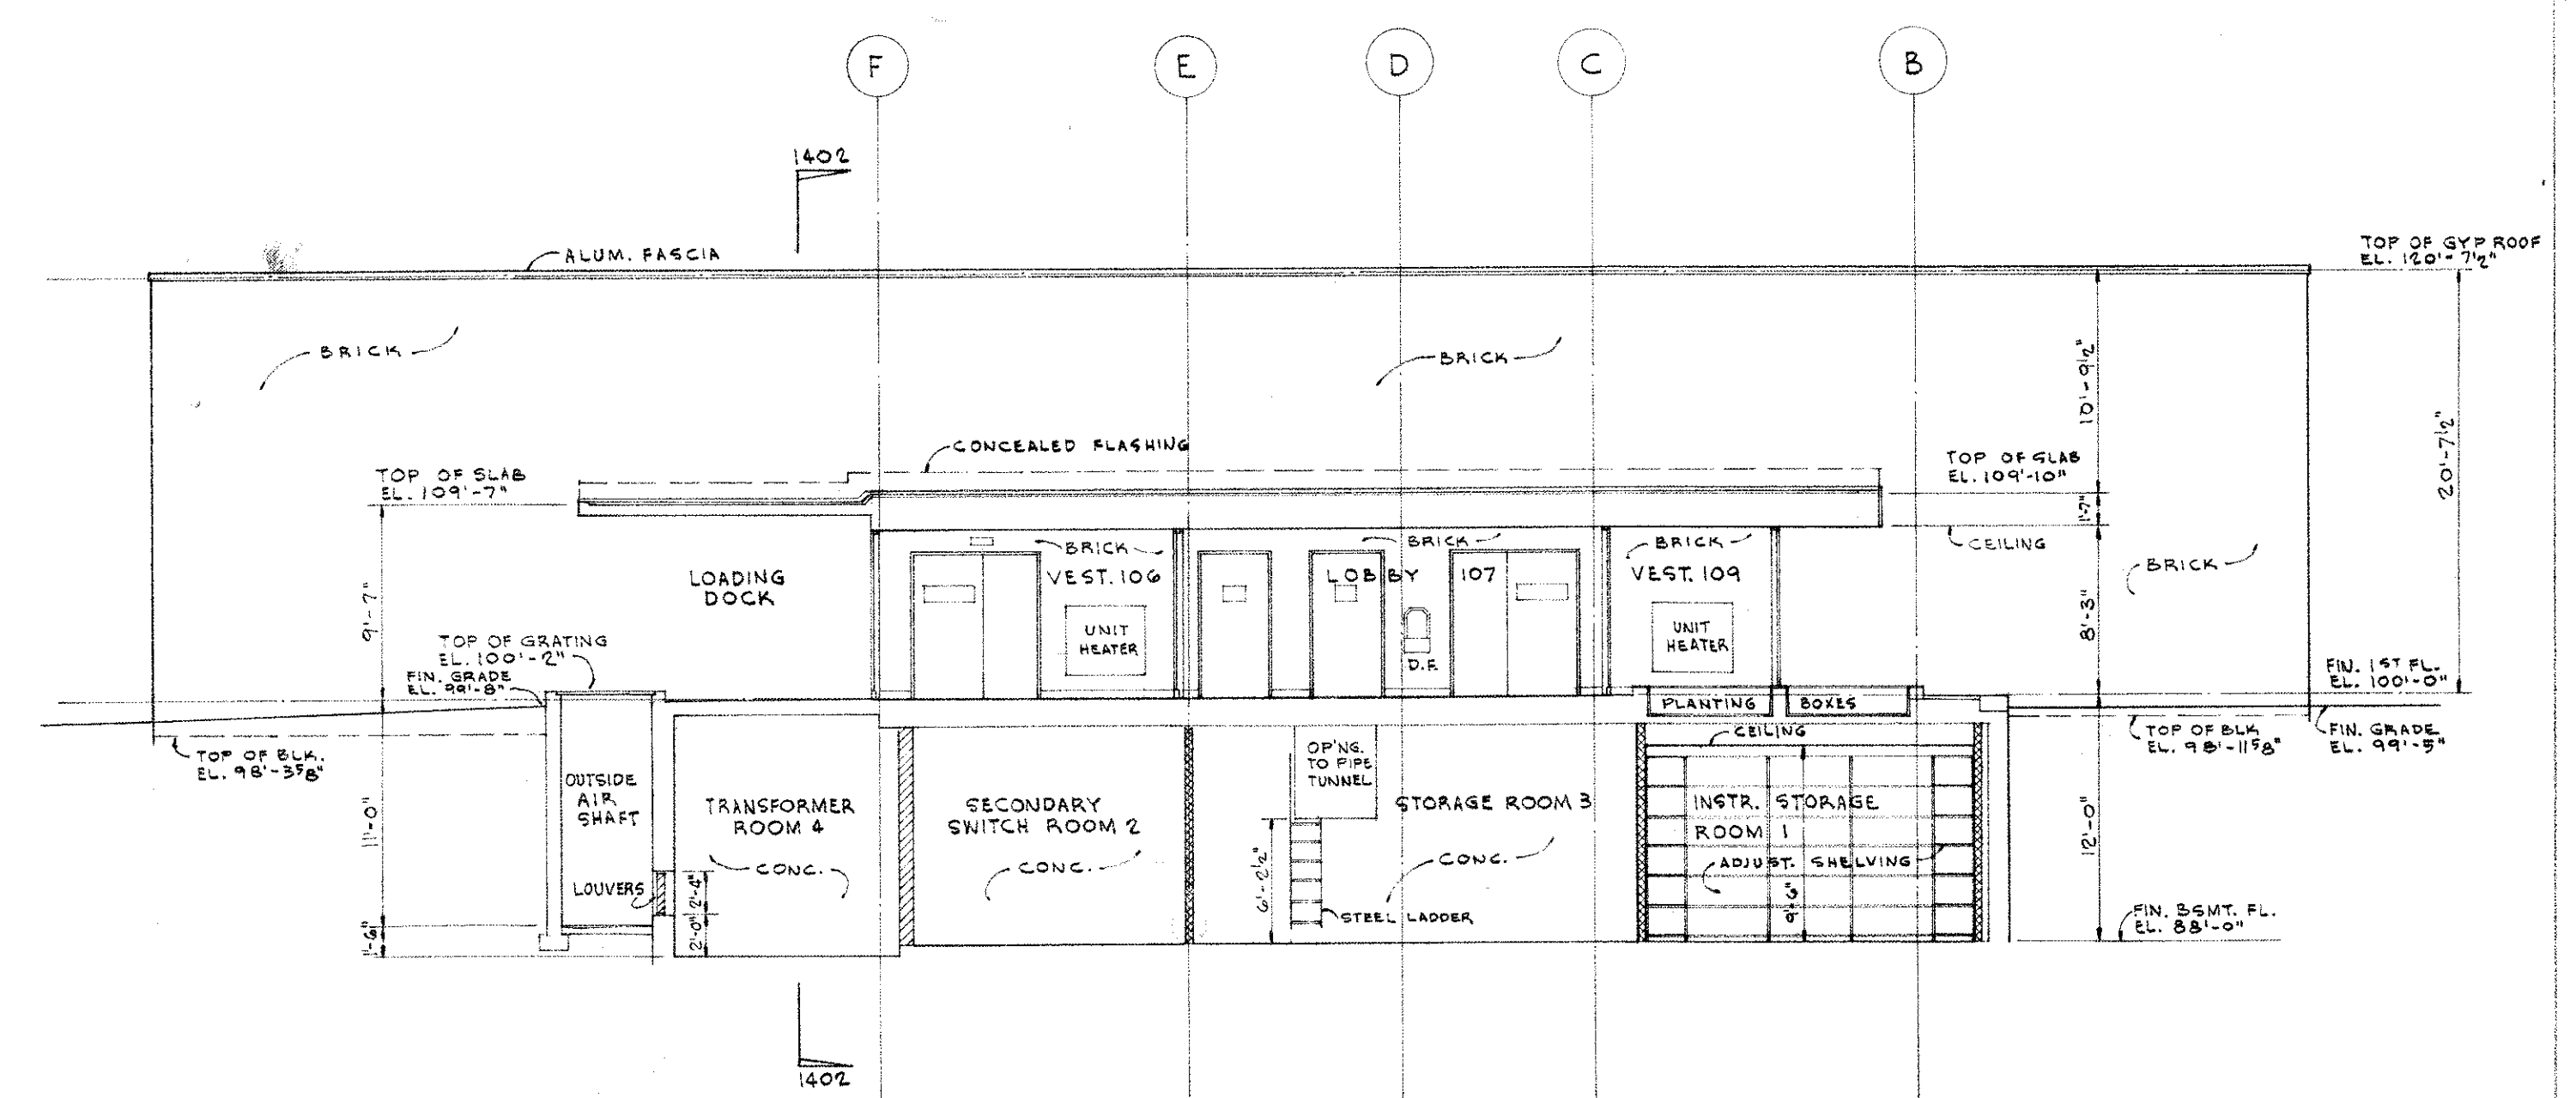 F
E
D
C
B
1402
ALUM. FASCIA
TOP OF GYP ROOF
EL. 120'-7½"
BRICK
BRICK
10'-9½"
20'-7½"
CONCEALED FLASHING
TOP OF SLAB
EL. 109'-7"
TOP OF SLAB
EL. 109'-10"
1'-7"
CEILING
BRICK
BRICK
BRICK
BRICK
LOADING
DOCK
VEST. 106
LOBBY 107
VEST. 109
9'-7"
8'-3"
UNIT
HEATER
D.F.
UNIT
HEATER
TOP OF GRATING
EL. 100'-2"
FIN. GRADE
EL. 99'-8"
FIN. 1ST FL.
EL. 100'-0"
PLANTING BOXES
CEILING
TOP OF BLK.
EL. 98'-3⅝"
TOP OF BLK
EL. 98'-11⅝"
FIN. GRADE
EL. 99'-5"
OP'NG.
TO PIPE
TUNNEL
OUTSIDE
AIR
SHAFT
TRANSFORMER
ROOM 4
SECONDARY
SWITCH ROOM 2
STORAGE ROOM 3
INSTR. STORAGE
ROOM 1
11'-0"
12'-0"
CONC.
CONC.
CONC.
ADJUST. SHELVING
LOUVERS
2'-4"
6'-2½"
9'-6"
STEEL LADDER
FIN. BSMT. FL.
EL. 88'-0"
1'-6"
2'-0"
1402